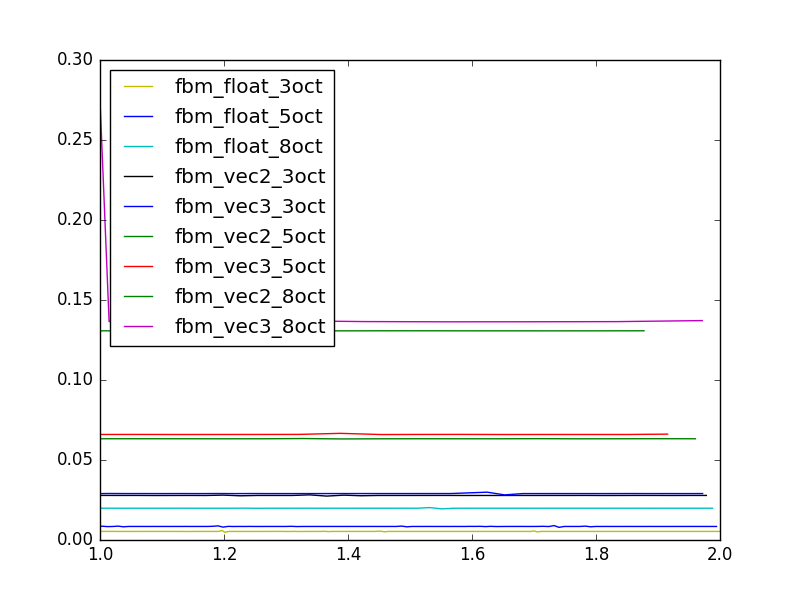 0.30
0.25
0.20
0.15
0.10
0.05
0.00
fbm_float_3oct
fbm_float_5oct
fbm_float_8oct
fbm_vec2_3oct
fbm_vec3_3oct
fbm_vec2_5oct
fbm_vec3_5oct
fbm_vec2_8oct
fbm_vec3_8oct
1.0 1.2 1.4 1.6 1.8 2.0